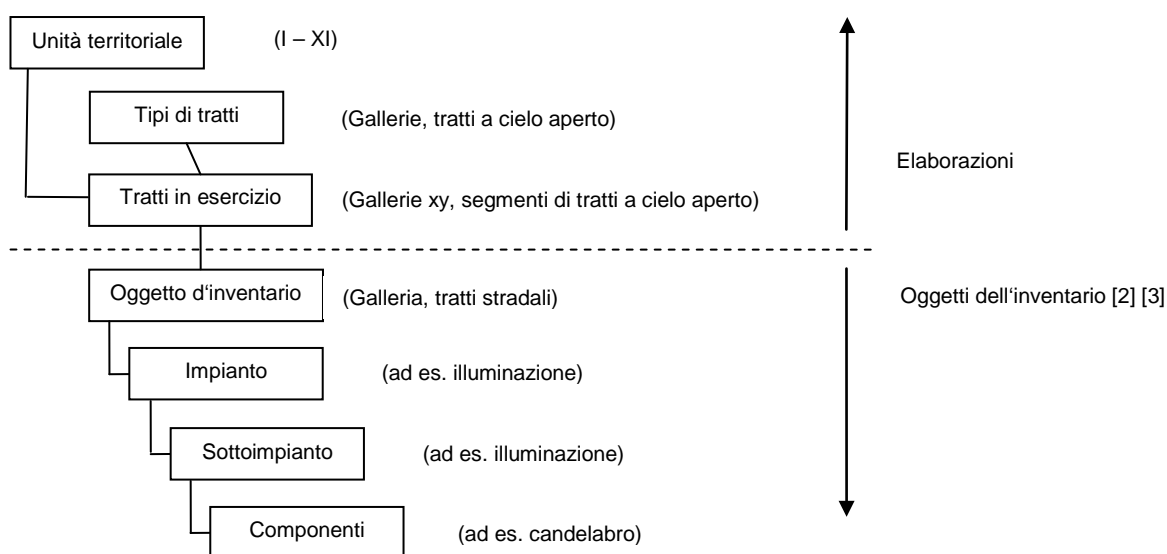 Unità territoriale (I – XI)
Tipi di tratti (Gallerie, tratti a cielo aperto)
Elaborazioni
Tratti in esercizio (Gallerie xy, segmenti di tratti a cielo aperto)
Oggetto d‘inventario (Galleria, tratti stradali) Oggetti dell‘inventario [2] [3]
Impianto (ad es. illuminazione)
Sottoimpianto (ad es. illuminazione)
Componenti (ad es. candelabro)